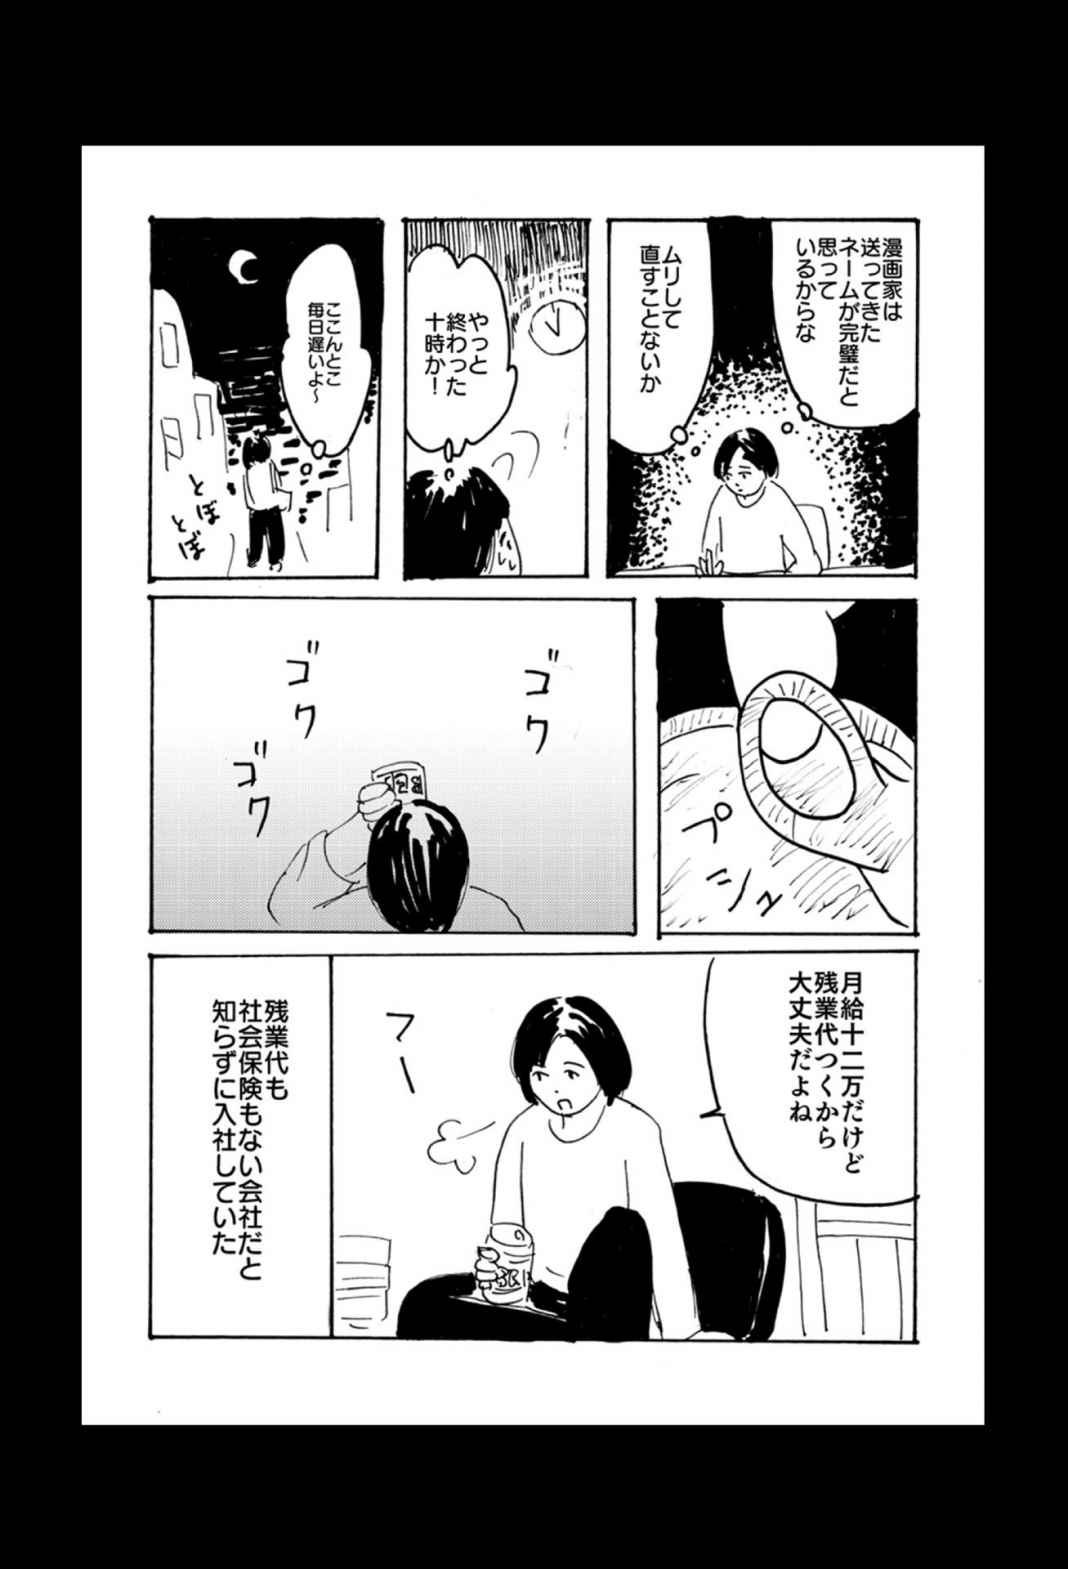 漫画家は
送ってきた
ネームが完璧だと
思って
いるからな
ムリして
直すことないか
やっと
終わった
十時か！
ここんとこ
毎日遅いよ〜
とぼ
とぼ
プシュ
ゴク
ゴク
ゴク
月給十二万だけど
残業代つくから
大丈夫だよね
フー
残業代も
社会保険もない会社だと
知らずに入社していた